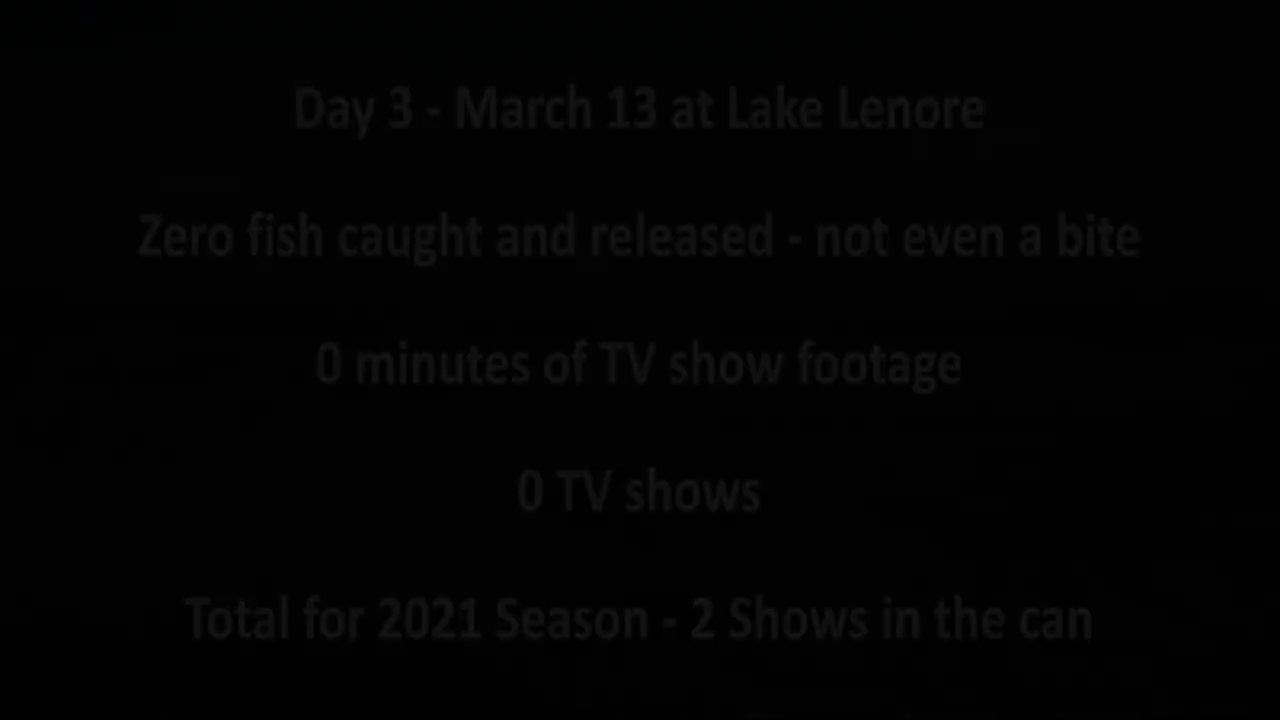 Day 3 - March 13 at Lake Lenore
Zero fish caught and released - not even a bite
0 minutes of TV show footage
0 TV shows
Total for 2021 Season - 2 Shows in the can